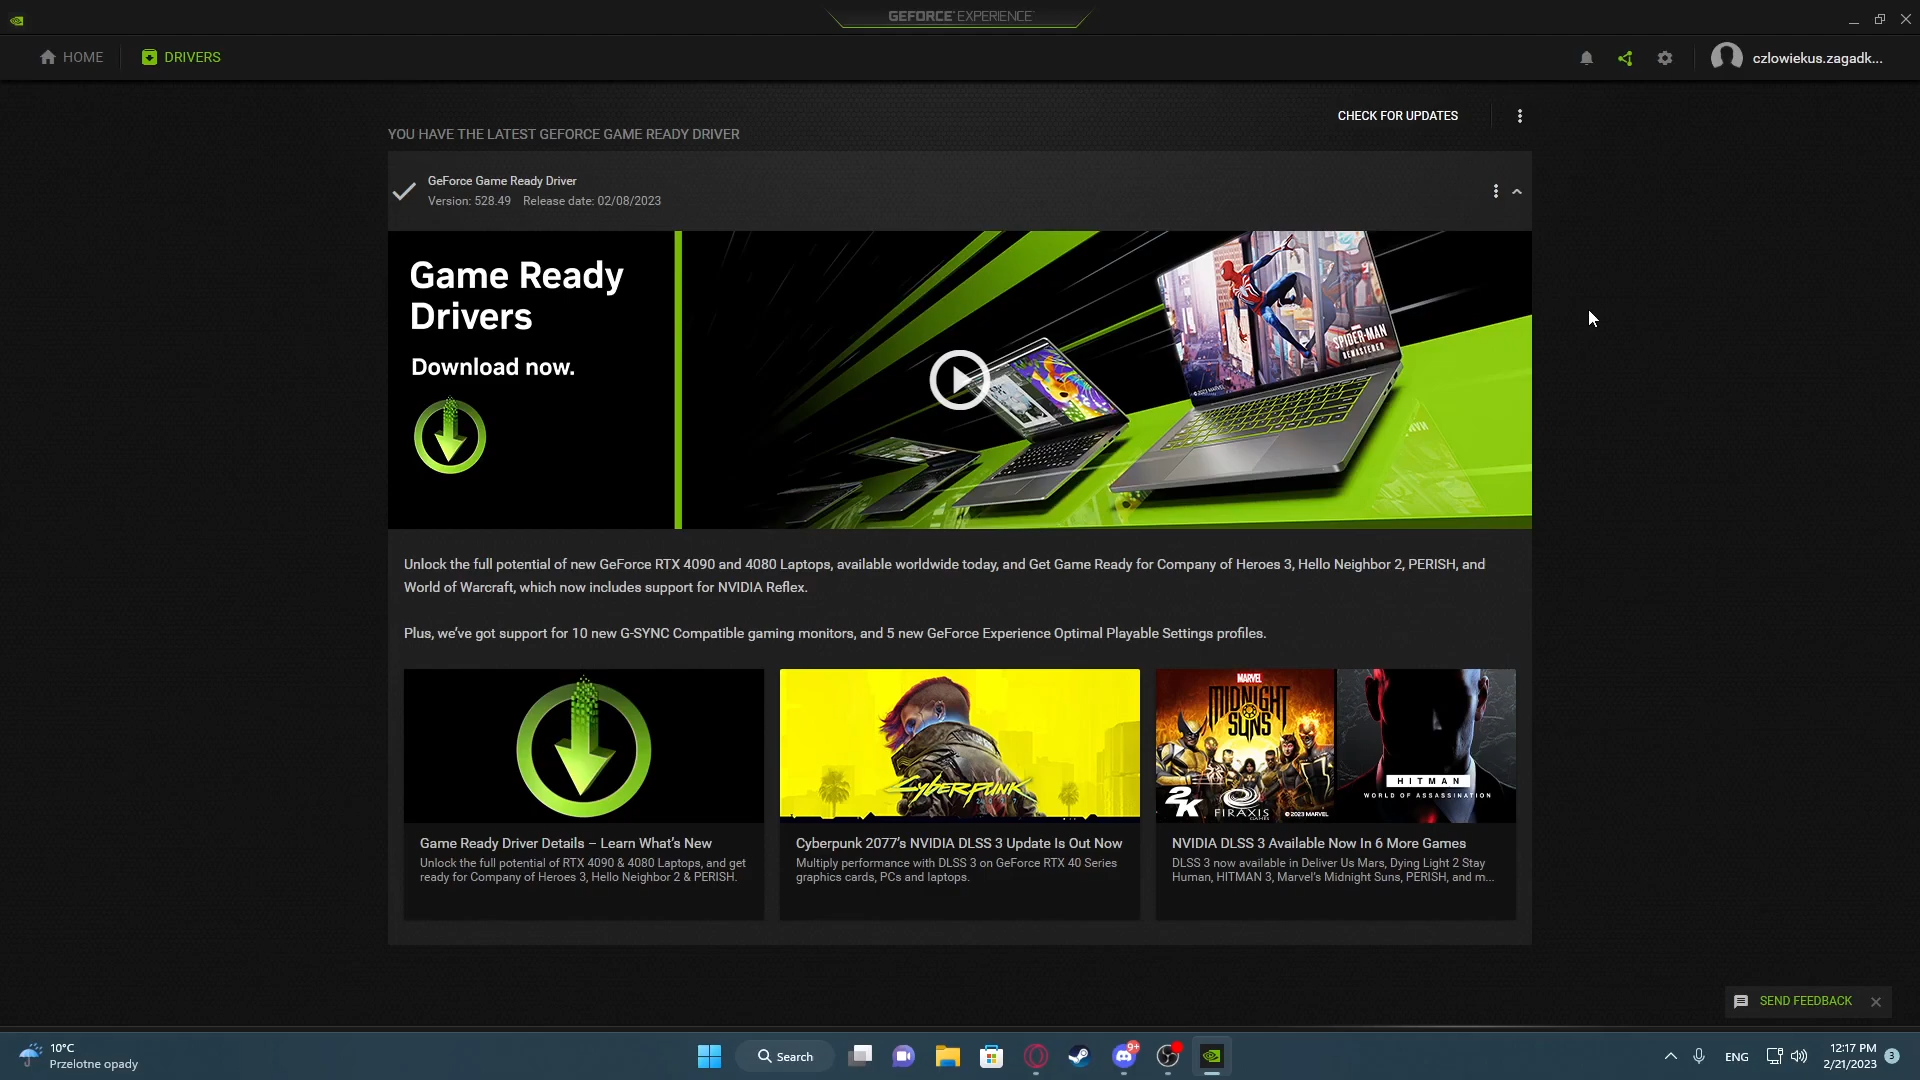 GEFORCE® EXPERIENCE™
HOME
DRIVERS
czlowiekus.zagadk...
CHECK FOR UPDATES
YOU HAVE THE LATEST GEFORCE GAME READY DRIVER
GeForce Game Ready Driver
Version: 528.49 Release date: 02/08/2023
Game Ready
Drivers
Download now.
MARVEL
SPIDER-MAN
REMASTERED
Unlock the full potential of new GeForce RTX 4090 and 4080 Laptops, available worldwide today, and Get Game Ready for Company of Heroes 3, Hello Neighbor 2, PERISH, and
World of Warcraft, which now includes support for NVIDIA Reflex.
Plus, we’ve got support for 10 new G-SYNC Compatible gaming monitors, and 5 new GeForce Experience Optimal Playable Settings profiles.
Cyberpunk
2077
MARVEL
MIDNIGHT
SUNS
2K
FIRAXIS
GAMES
©2023 MARVEL
HITMAN
WORLD OF ASSASSINATION
Game Ready Driver Details – Learn What’s New
Unlock the full potential of RTX 4090 & 4080 Laptops, and get
ready for Company of Heroes 3, Hello Neighbor 2 & PERISH.
Cyberpunk 2077’s NVIDIA DLSS 3 Update Is Out Now
Multiply performance with DLSS 3 on GeForce RTX 40 Series
graphics cards, PCs and laptops.
NVIDIA DLSS 3 Available Now In 6 More Games
DLSS 3 now available in Deliver Us Mars, Dying Light 2 Stay
Human, HITMAN 3, Marvel’s Midnight Suns, PERISH, and m...
SEND FEEDBACK
10°C
Przelotne opady
Search
9+
ENG
12:17 PM
2/21/2023
3